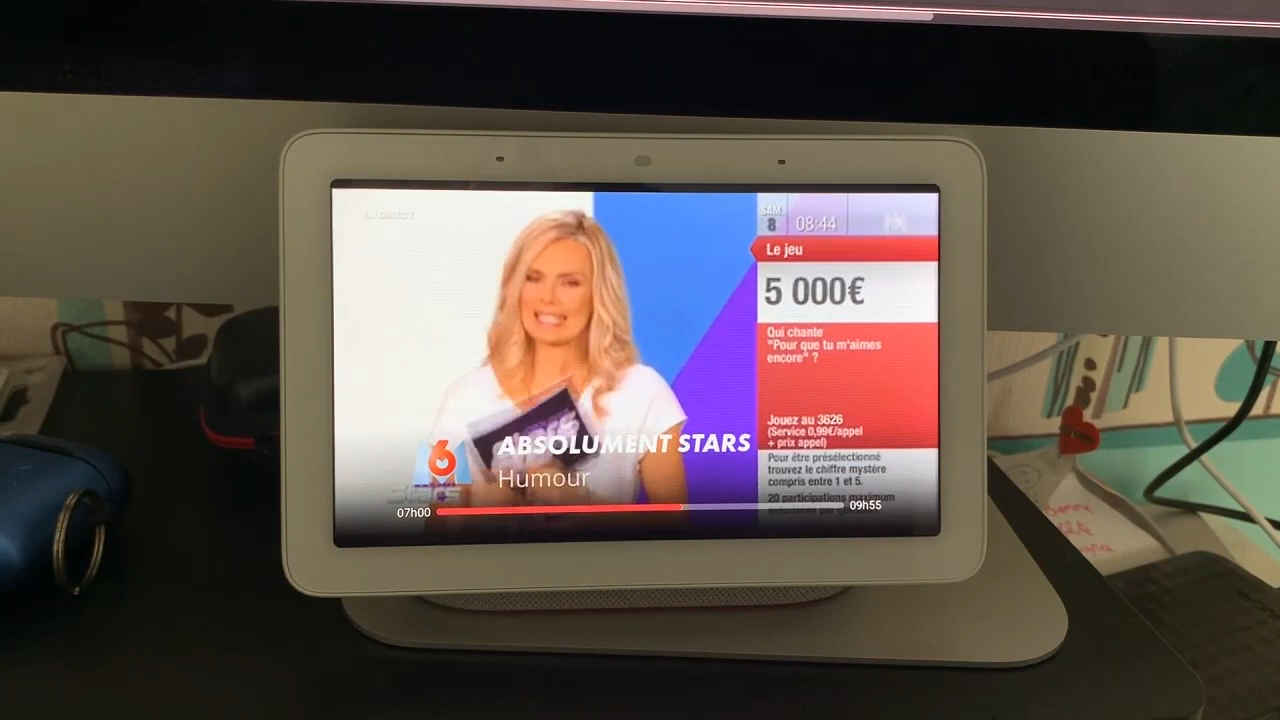 EN DIRECT
SAM.
8
08:44
Le jeu
5 000€
Qui chante
"Pour que tu m'aimes
encore" ?
Jouez au 3626
(Service 0,99€/appel
+ prix appel)
Pour être présélectionné
trouvez le chiffre mystère
compris entre 1 et 5.
20 participations maximum
6
ABSOLUMENT STARS
Humour
07h00
09h55